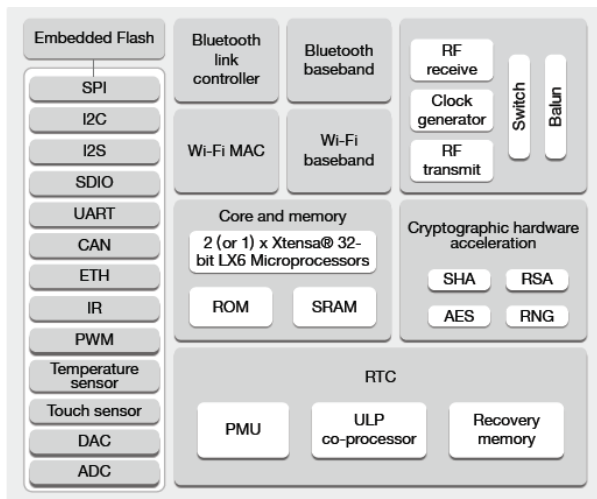 Embedded Flash
SPI
I2C
I2S
SDIO
UART
CAN
ETH
IR
PWM
Temperature
sensor
Touch sensor
DAC
ADC
Bluetooth
link
controller
Bluetooth
baseband
Wi-Fi MAC
Wi-Fi
baseband
RF
receive
Clock
generator
RF
transmit
Switch
Balun
Core and memory
2 (or 1) x Xtensa® 32-
bit LX6 Microprocessors
ROM
SRAM
Cryptographic hardware
acceleration
SHA
RSA
AES
RNG
RTC
PMU
ULP
co-processor
Recovery
memory